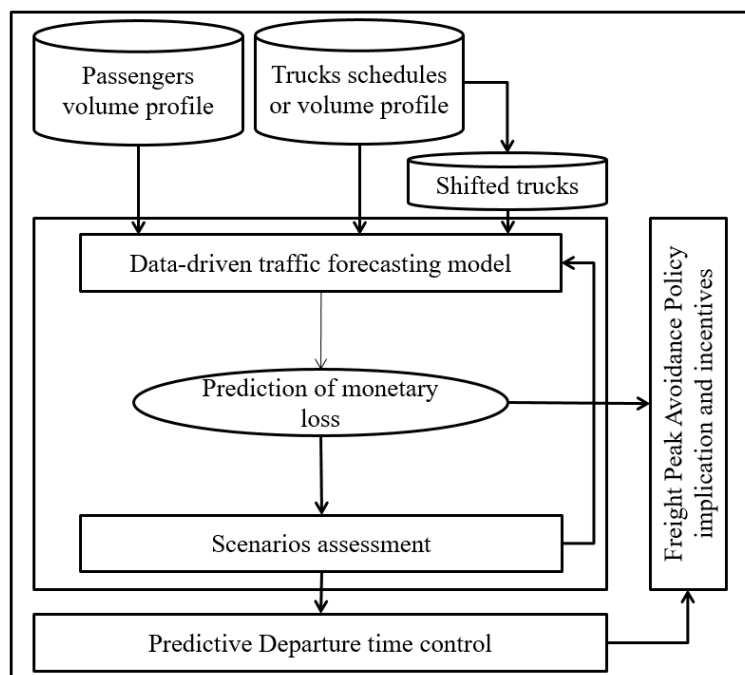 Passengers
volume profile
Trucks schedules
or volume profile
Shifted trucks
Data-driven traffic forecasting model
Prediction of monetary
loss
Scenarios assessment
Predictive Departure time control
Freight Peak Avoidance Policy
implication and incentives